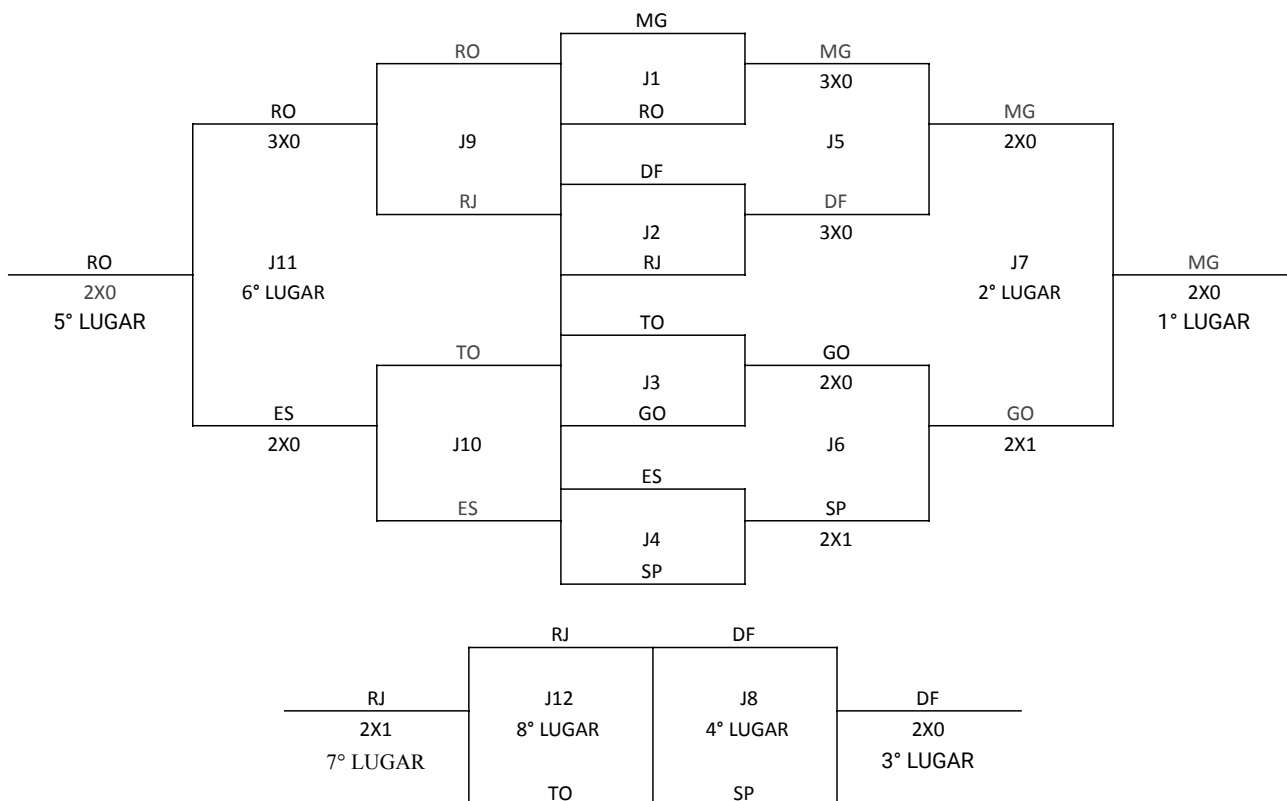 MG
RO
MG
J1
3X0
RO
RO
MG
3X0
J9
J5
2X0
DF
RJ
DF
J2
3X0
RO
J11
RJ
J7
MG
2X0
6° LUGAR
2° LUGAR
2X0
5° LUGAR
1° LUGAR
TO
TO
GO
J3
2X0
ES
GO
GO
2X0
J10
J6
2X1
ES
ES
SP
J4
2X1
SP
RJ
DF
RJ
J12
J8
DF
2X1
8° LUGAR
4° LUGAR
2X0
7° LUGAR
3° LUGAR
TO
SP